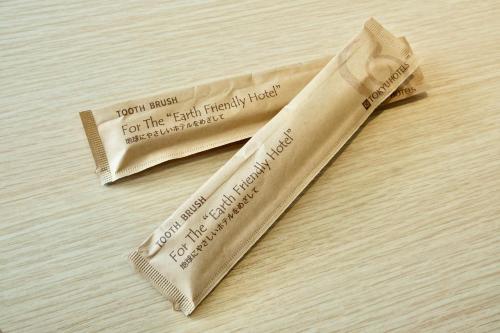 TOOTH BRUSH
For The “Earth Friendly Hotel”
地球にやさしいホテルをめざして
HOTELS
TOOTH BRUSH
For The “Earth Friendly Hotel”
地球にやさしいホテルをめざして
TOKYU HOTELS